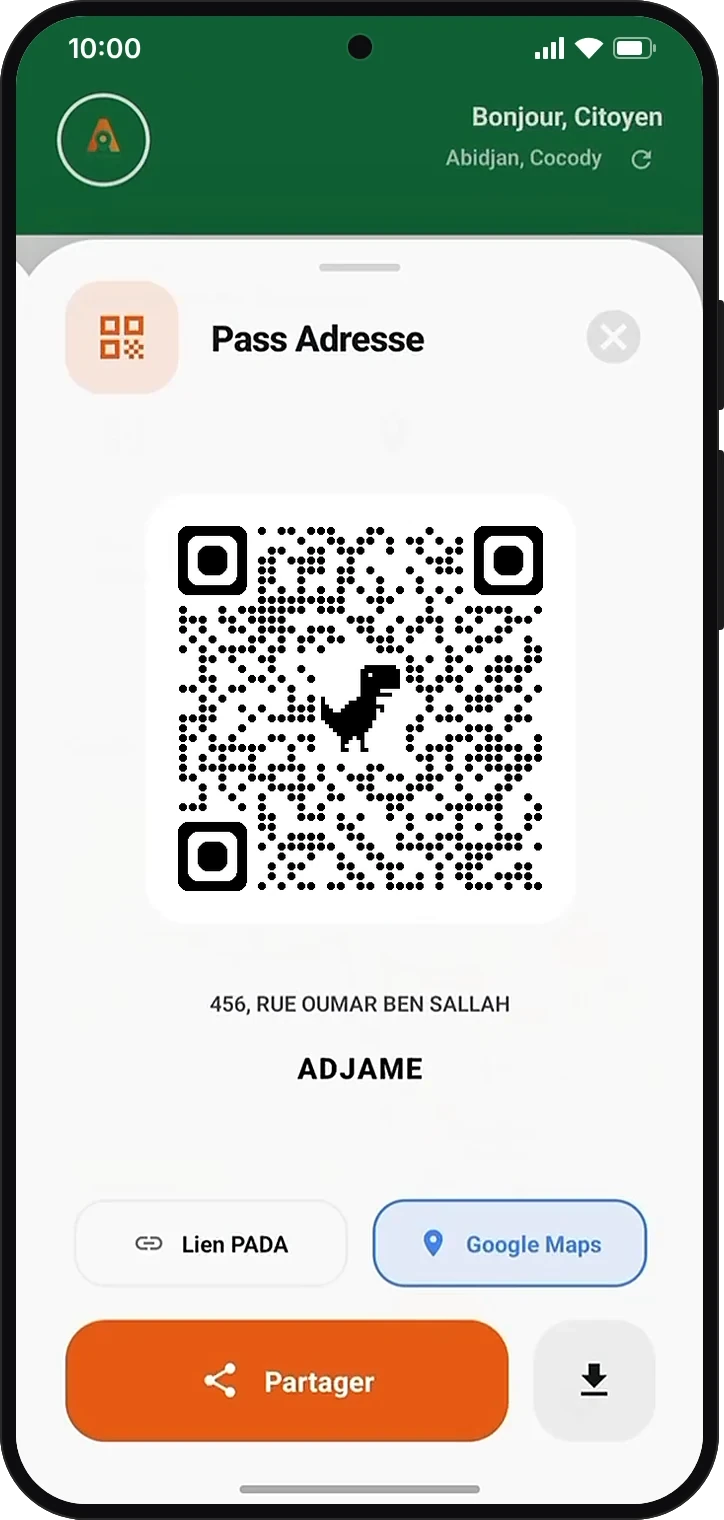 10:00
Bonjour, Citoyen
Abidjan, Cocody
Pass Adresse
456, RUE OUMAR BEN SALLAH
ADJAME
Lien PADA
Google Maps
Partager